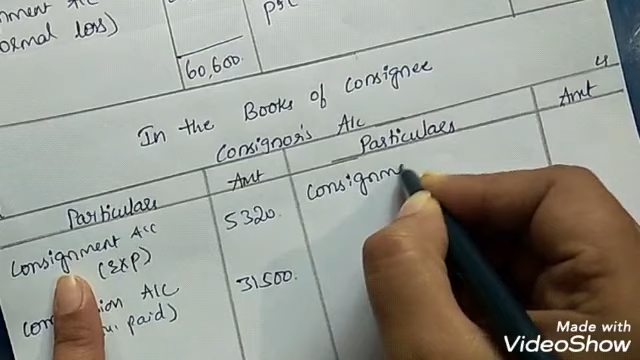 A/C
normal loss)
60,600
In the Books of Consignee
Consignor's A/c
Particulars Amt Particulars Amt
Consignment A/c 5320. Consignm
(Exp)
A/C 31500.
paid)
Made with
VideoShow